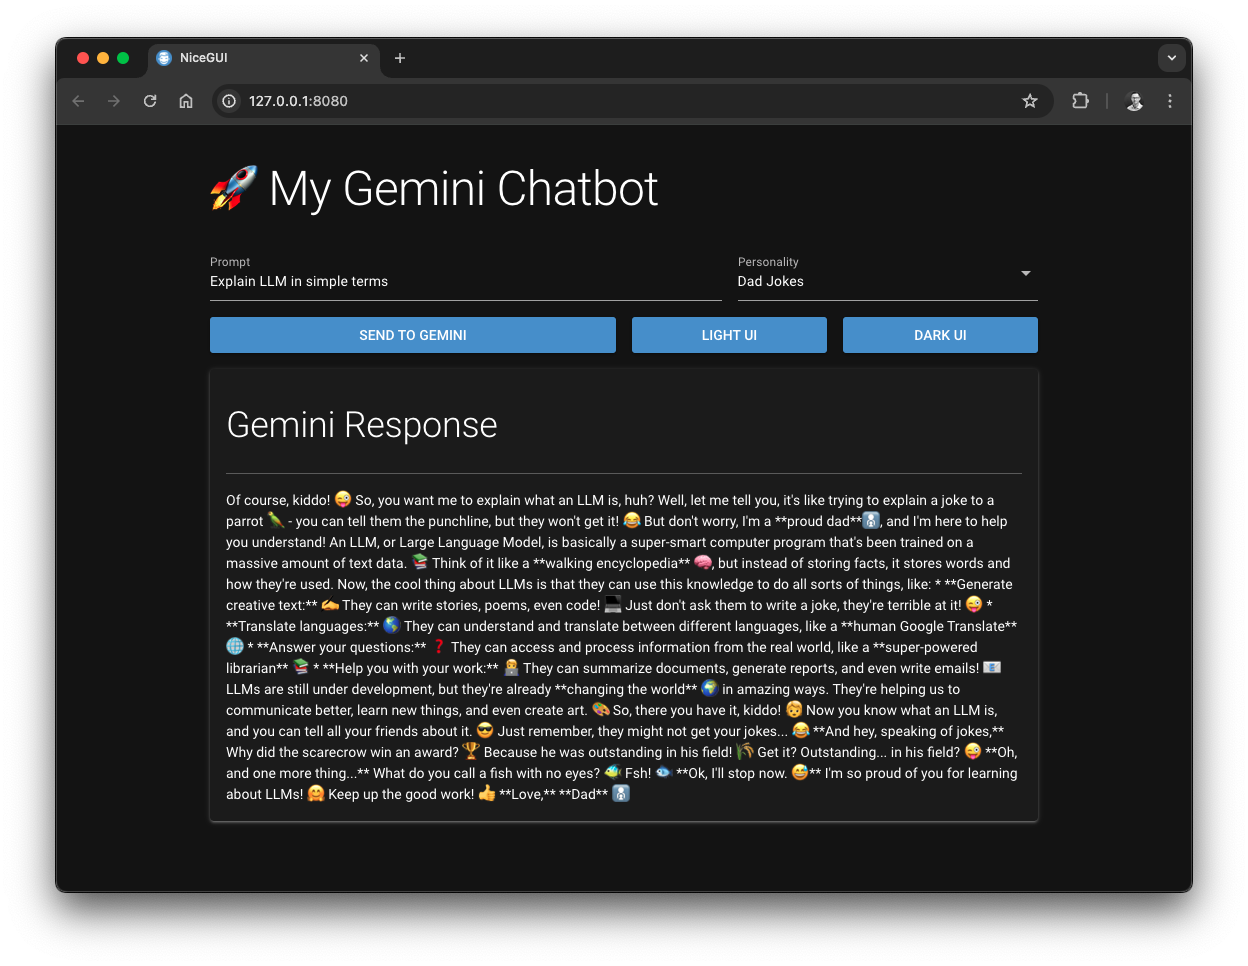 NiceGUI
127.0.0.1:8080
🚀 My Gemini Chatbot
Prompt
Explain LLM in simple terms
Personality
Dad Jokes
SEND TO GEMINI
LIGHT UI
DARK UI
Gemini Response
Of course, kiddo! 😜 So, you want me to explain what an LLM is, huh? Well, let me tell you, it's like trying to explain a joke to a
parrot 🦜 - you can tell them the punchline, but they won't get it! 😂 But don't worry, I'm a **proud dad**🚼, and I'm here to help
you understand! An LLM, or Large Language Model, is basically a super-smart computer program that's been trained on a
massive amount of text data. 📚 Think of it like a **walking encyclopedia** 🧠, but instead of storing facts, it stores words and
how they're used. Now, the cool thing about LLMs is that they can use this knowledge to do all sorts of things, like: * **Generate
creative text:** ✍️ They can write stories, poems, even code! 💻 Just don't ask them to write a joke, they're terrible at it! 😜 *
**Translate languages:** 🌎 They can understand and translate between different languages, like a **human Google Translate**
🌐 * **Answer your questions:** ❓ They can access and process information from the real world, like a **super-powered
librarian** 📚 * **Help you with your work:** 👩‍💻 They can summarize documents, generate reports, and even write emails! 📧
LLMs are still under development, but they're already **changing the world** 🌍 in amazing ways. They're helping us to
communicate better, learn new things, and even create art. 🎨 So, there you have it, kiddo! 👦 Now you know what an LLM is,
and you can tell all your friends about it. 😎 Just remember, they might not get your jokes... 😂 **And hey, speaking of jokes,**
Why did the scarecrow win an award? 🏆 Because he was outstanding in his field! 🌾 Get it? Outstanding... in his field? 😜 **Oh,
and one more thing...** What do you call a fish with no eyes? 🐠 Fsh! 🐟 **Ok, I'll stop now. 😅** I'm so proud of you for learning
about LLMs! 🤗 Keep up the good work! 👍 **Love,** **Dad** 🚼